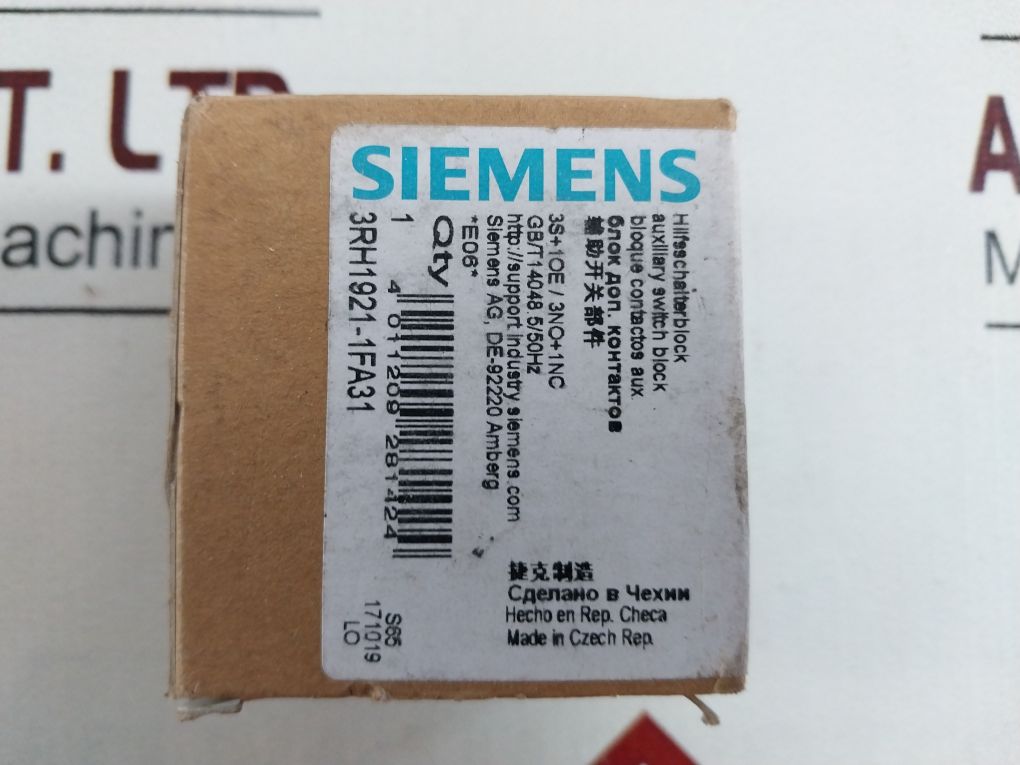 T. LTD
achin
A
M
SIEMENS
Hilfsschalterblock
auxiliary switch block
bloque contactos aux.
блок доп. контактов
辅助开关部件
3S+1OE / 3NO+1NC
GB/T14048.5/50Hz
http://support.industry.siemens.com
Siemens AG, DE-92220 Amberg
*E06*
Qty
1
4 011209 281424
3RH1921-1FA31
捷克制造
Сделано в Чехии
Hecho en Rep. Checa
Made in Czech Rep.
S65
171019
LO